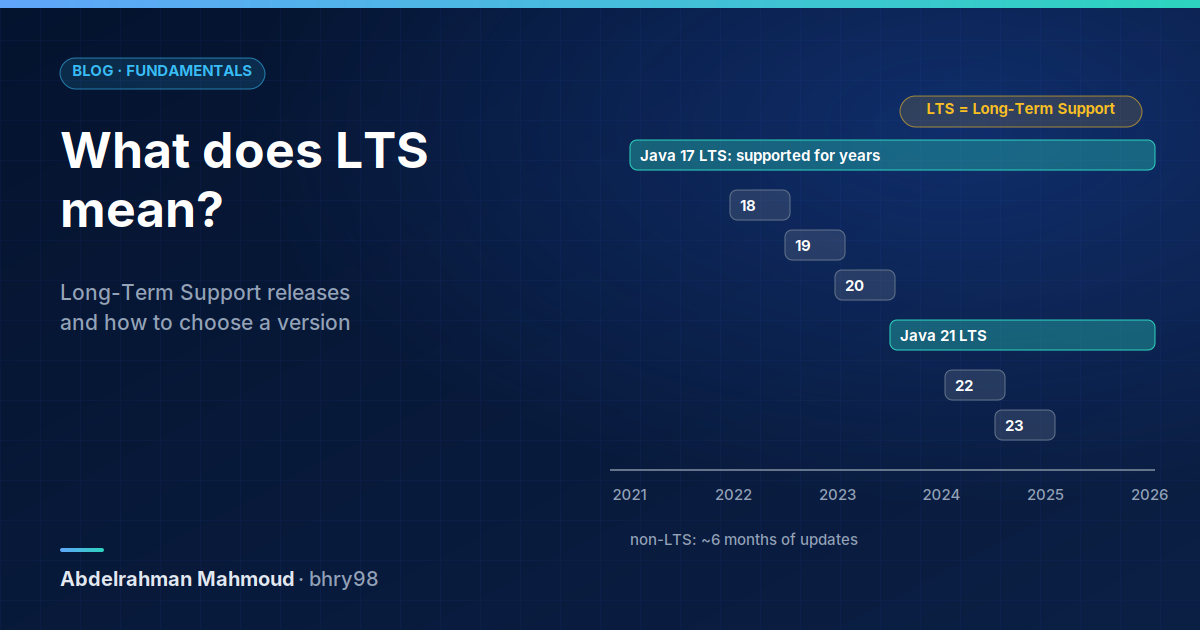 BLOG · FUNDAMENTALS
What does LTS
mean?
Long-Term Support releases
and how to choose a version
Abdelrahman Mahmoud · bhry98
LTS = Long-Term Support
Java 17 LTS: supported for years
18
19
20
Java 21 LTS
22
23
2021 2022 2023 2024 2025 2026
non-LTS: ~6 months of updates